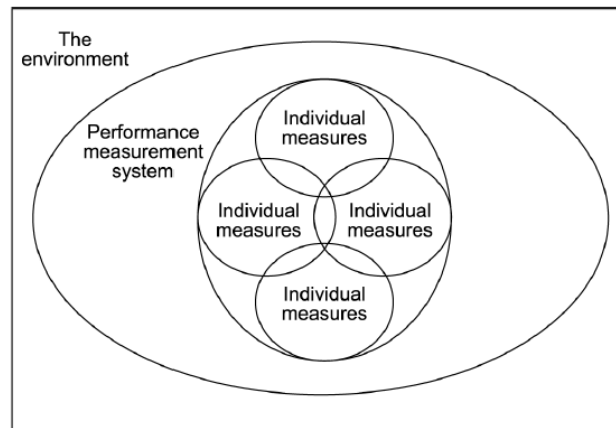 The
environment
Performance
measurement
system
Individual
measures
Individual
measures
Individual
measures
Individual
measures